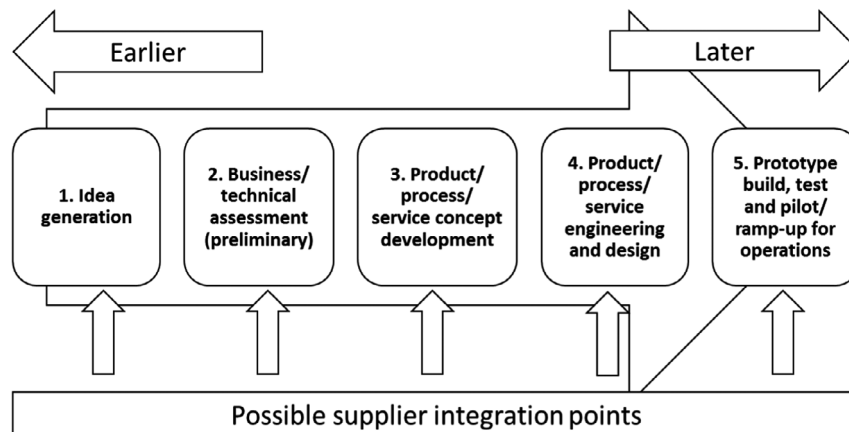 Earlier
Later
1. Idea
generation
2. Business/
technical
assessment
(preliminary)
3. Product/
process/
service concept
development
4. Product/
process/
service
engineering
and design
5. Prototype
build, test
and pilot/
ramp-up for
operations
Possible supplier integration points